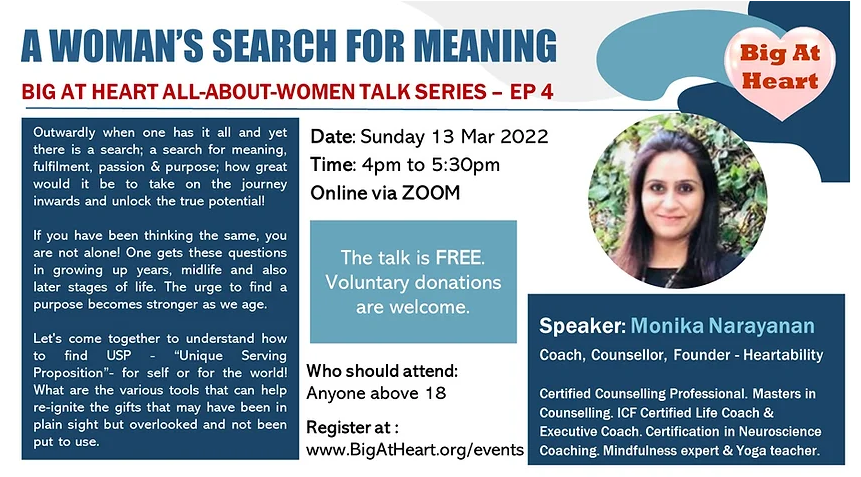 A WOMAN'S SEARCH FOR MEANING
BIG AT HEART ALL-ABOUT-WOMEN TALK SERIES – EP 4
Big At
Heart
Outwardly when one has it all and yet
there is a search; a search for meaning,
fulfilment, passion & purpose; how great
would it be to take on the journey
inwards and unlock the true potential!
If you have been thinking the same, you
are not alone! One gets these questions
in growing up years, midlife and also
later stages of life. The urge to find a
purpose becomes stronger as we age.
Let's come together to understand how
to find USP - “Unique Serving
Proposition”- for self or for the world!
What are the various tools that can help
re-ignite the gifts that may have been in
plain sight but overlooked and not been
put to use.
Date: Sunday 13 Mar 2022
Time: 4pm to 5:30pm
Online via ZOOM
The talk is FREE.
Voluntary donations
are welcome.
Who should attend:
Anyone above 18
Register at :
www.BigAtHeart.org/events
Speaker: Monika Narayanan
Coach, Counsellor, Founder - Heartability
Certified Counselling Professional. Masters in
Counselling. ICF Certified Life Coach &
Executive Coach. Certification in Neuroscience
Coaching. Mindfulness expert & Yoga teacher.